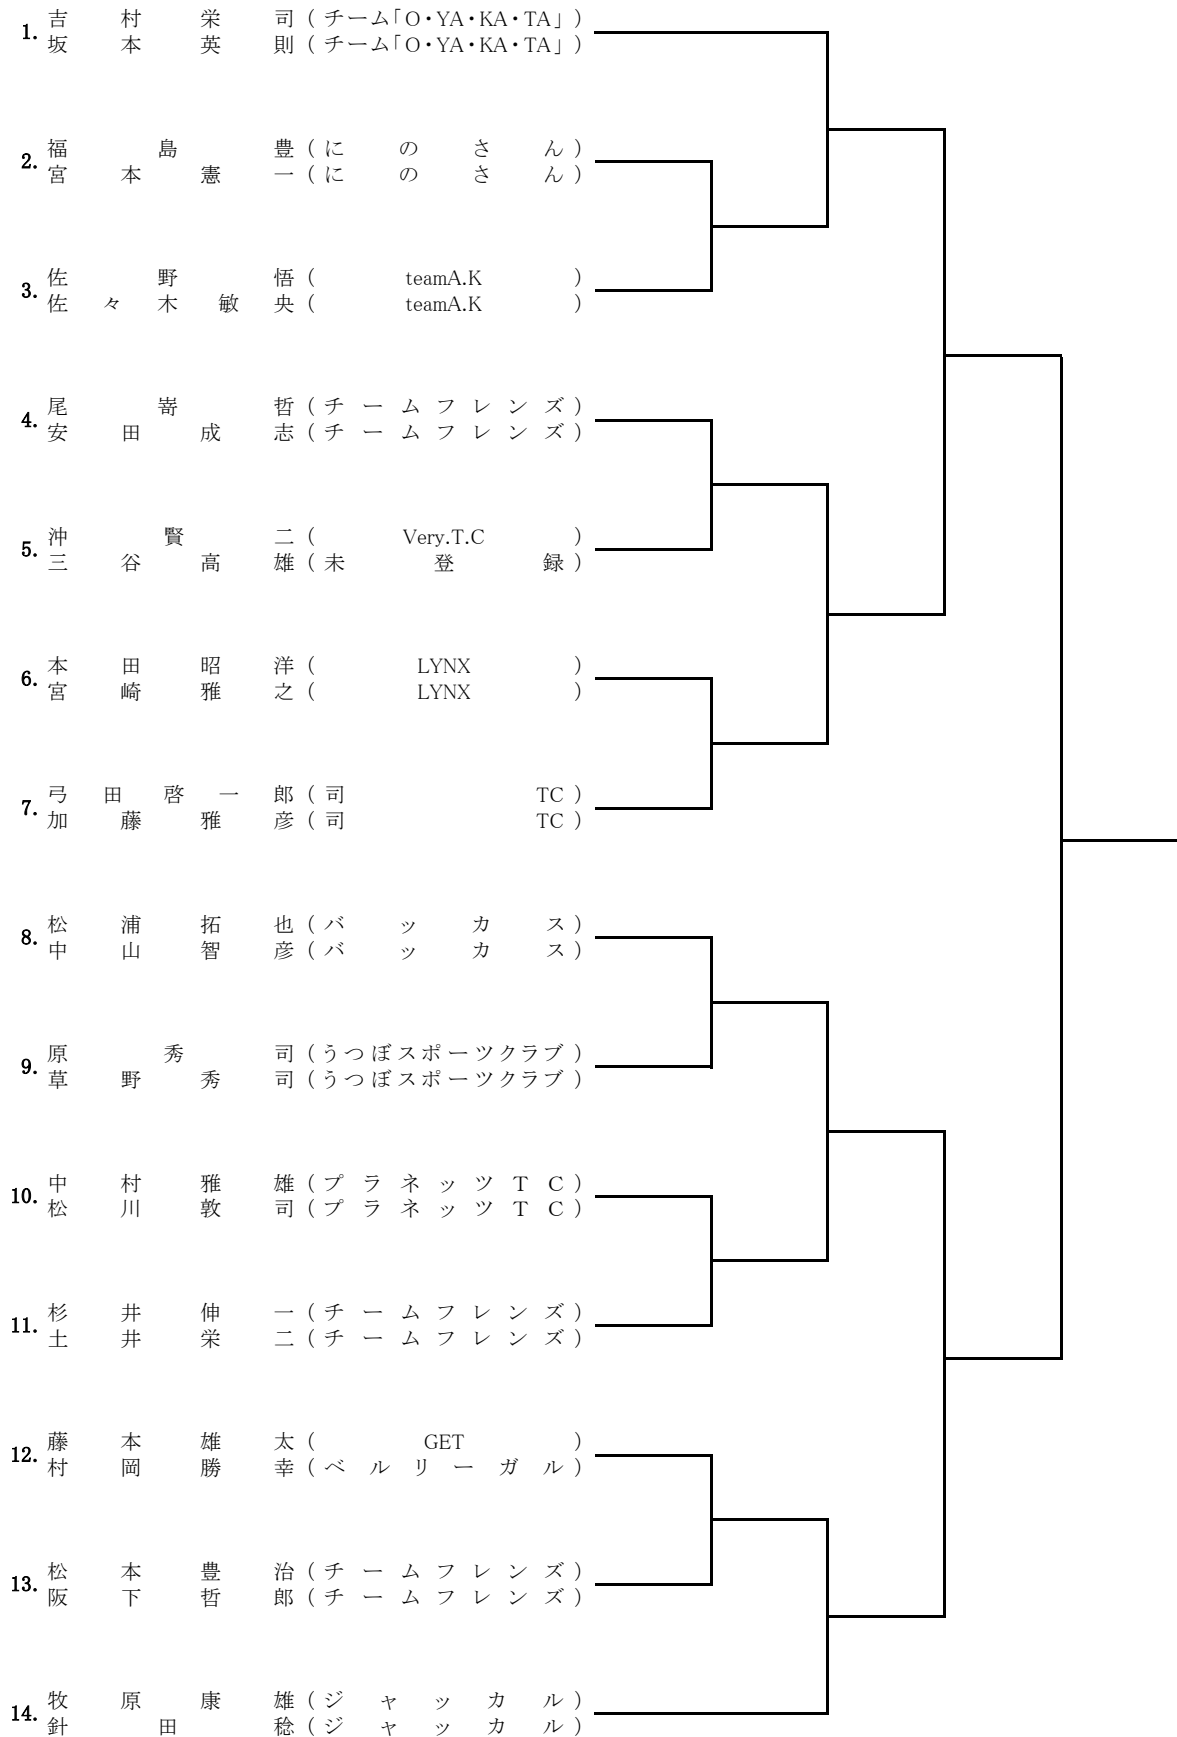 1. 吉村栄司(チーム「O・YA・KA・TA」)
坂本英則(チーム「O・YA・KA・TA」)
2. 福島豊(にのさん)
宮本憲一(にのさん)
3. 佐野悟(teamA.K)
佐々木敏央(teamA.K)
4. 尾嵜哲(チームフレンズ)
安田成志(チームフレンズ)
5. 沖賢二(Very.T.C)
三谷高雄(未登録)
6. 本田昭洋(LYNX)
宮崎雅之(LYNX)
7. 弓田啓一郎(司TC)
加藤雅彦(司TC)
8. 松浦拓也(バッカス)
中山智彦(バッカス)
9. 原秀司(うつぼスポーツクラブ)
草野秀司(うつぼスポーツクラブ)
10. 中村雅雄(プラネッツTC)
松川敦司(プラネッツTC)
11. 杉井伸一(チームフレンズ)
土井栄二(チームフレンズ)
12. 藤本雄太(GET)
村岡勝幸(ベルリーガル)
13. 松本豊治(チームフレンズ)
阪下哲郎(チームフレンズ)
14. 牧原康雄(ジャッカル)
針田稔(ジャッカル)